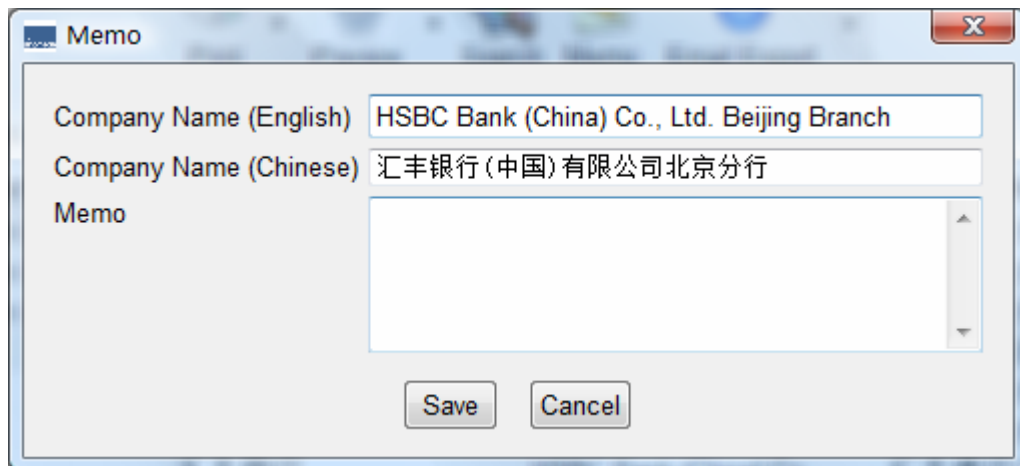 Memo
Company Name (English) HSBC Bank (China) Co., Ltd. Beijing Branch
Company Name (Chinese) 汇丰银行(中国)有限公司北京分行
Memo
Save Cancel